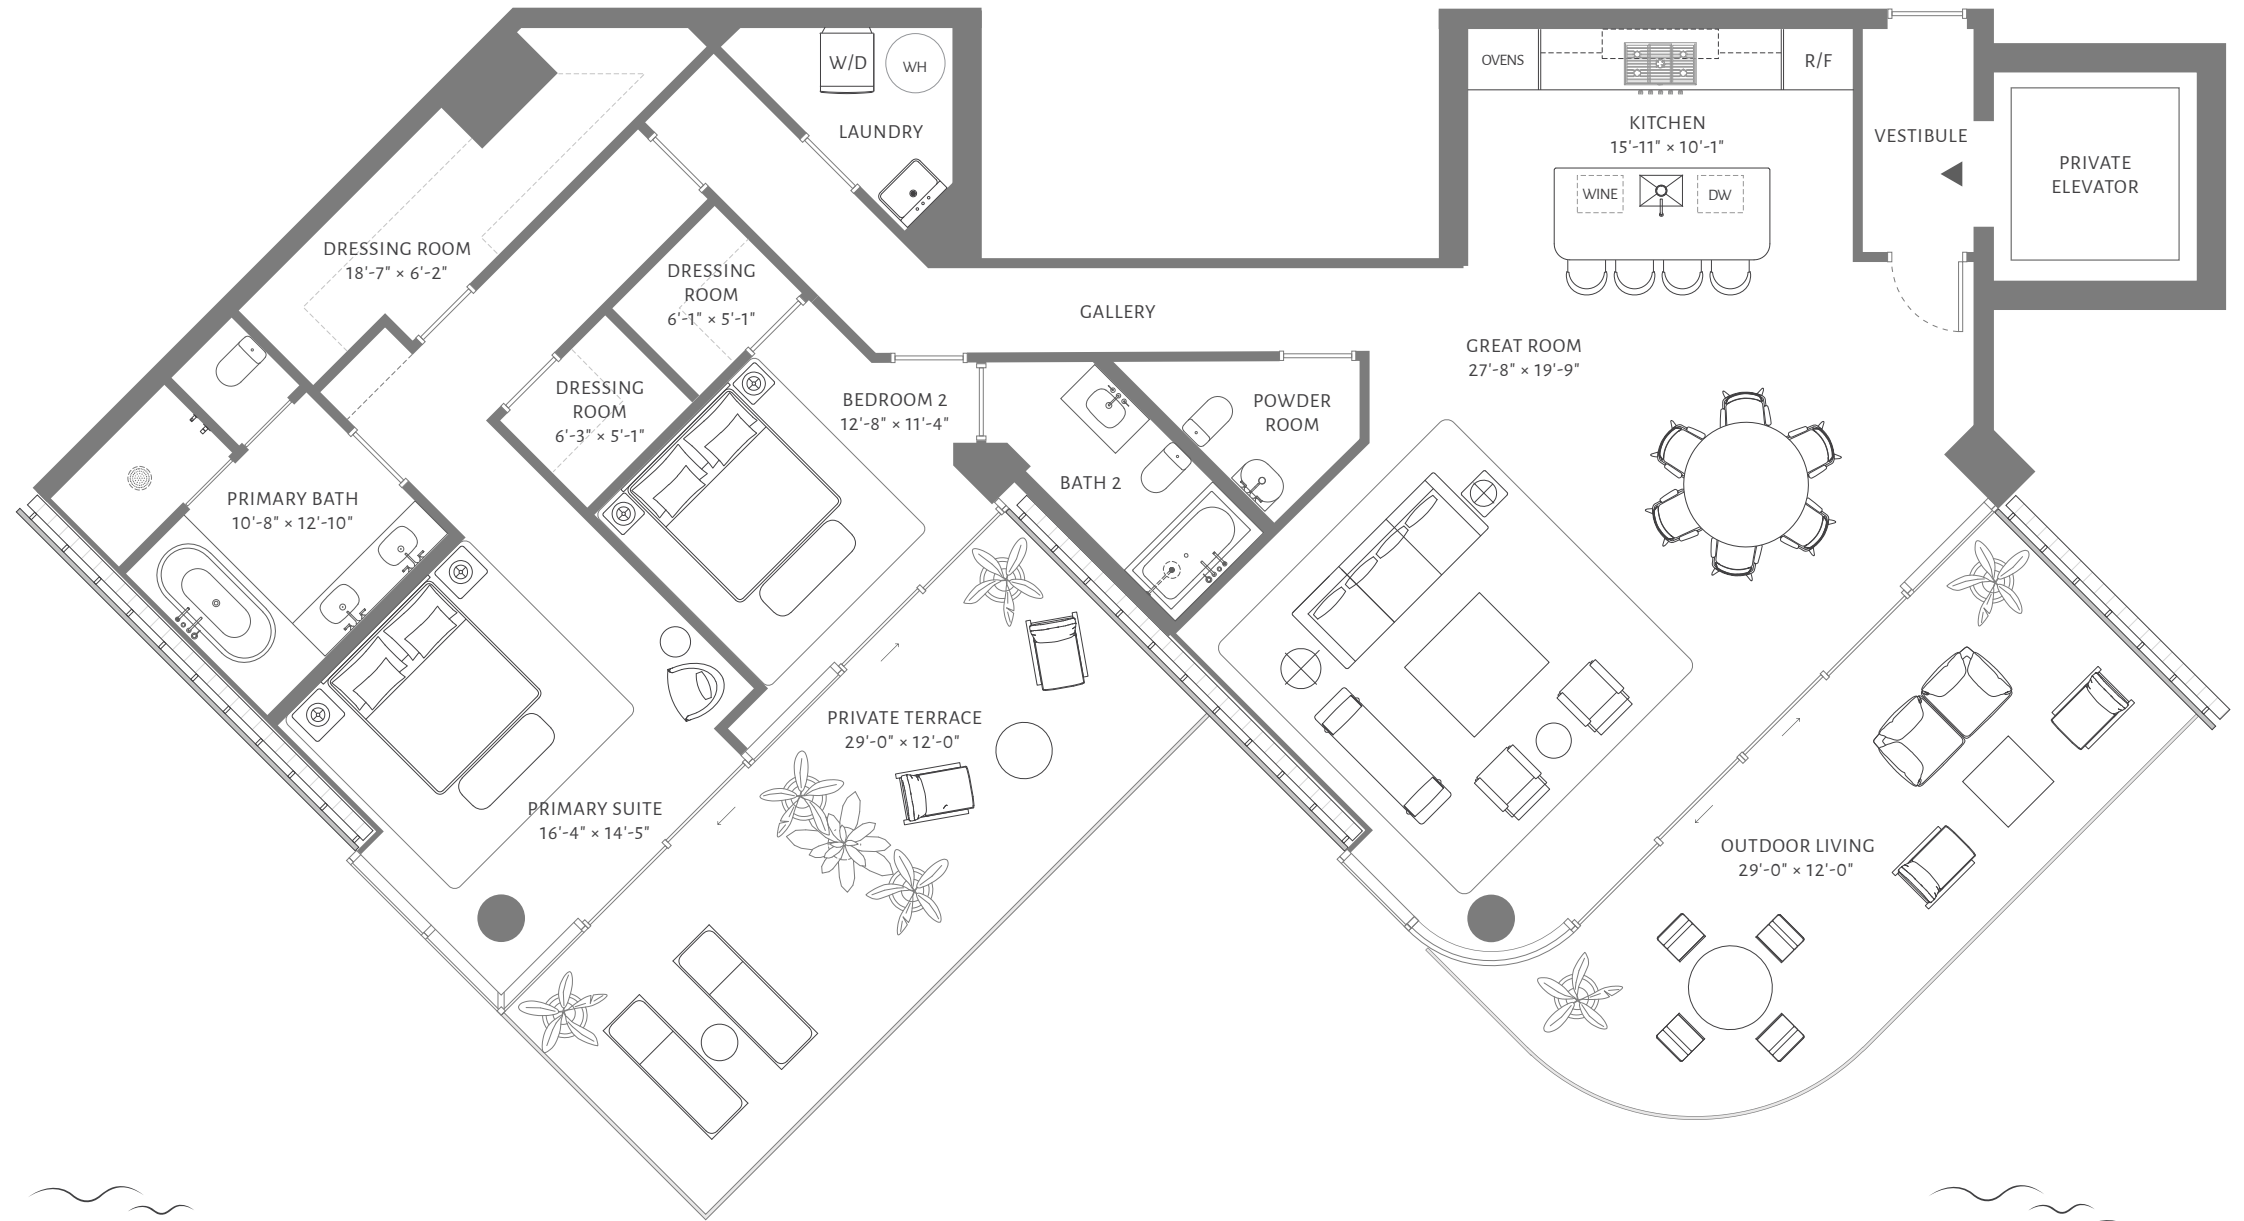 W/D
WH
LAUNDRY
OVENS
R/F
KITCHEN
15'-11" × 10'-1"
WINE
DW
VESTIBULE
PRIVATE
ELEVATOR
DRESSING ROOM
18'-7" × 6'-2"
DRESSING
ROOM
6'-1" × 5'-1"
GALLERY
GREAT ROOM
27'-8" × 19'-9"
DRESSING
ROOM
6'-3" × 5'-1"
BEDROOM 2
12'-8" × 11'-4"
POWDER
ROOM
BATH 2
PRIMARY BATH
10'-8" × 12'-10"
PRIVATE TERRACE
29'-0" × 12'-0"
PRIMARY SUITE
16'-4" × 14'-5"
OUTDOOR LIVING
29'-0" × 12'-0"